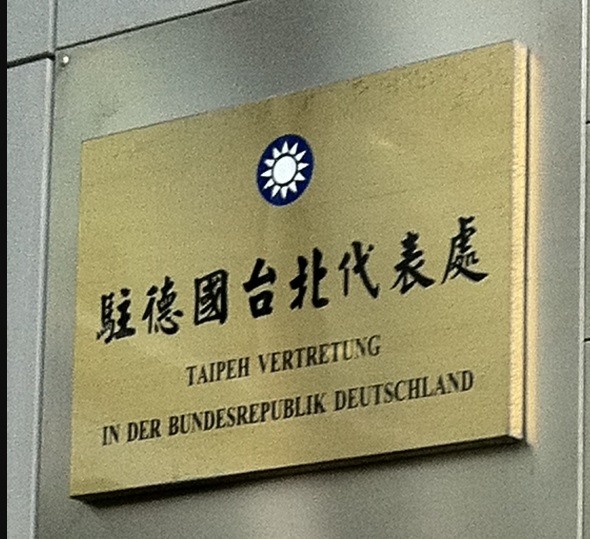 駐德國台北代表處
TAIPEH VERTRETUNG
IN DER BUNDESREPUBLIK DEUTSCHLAND